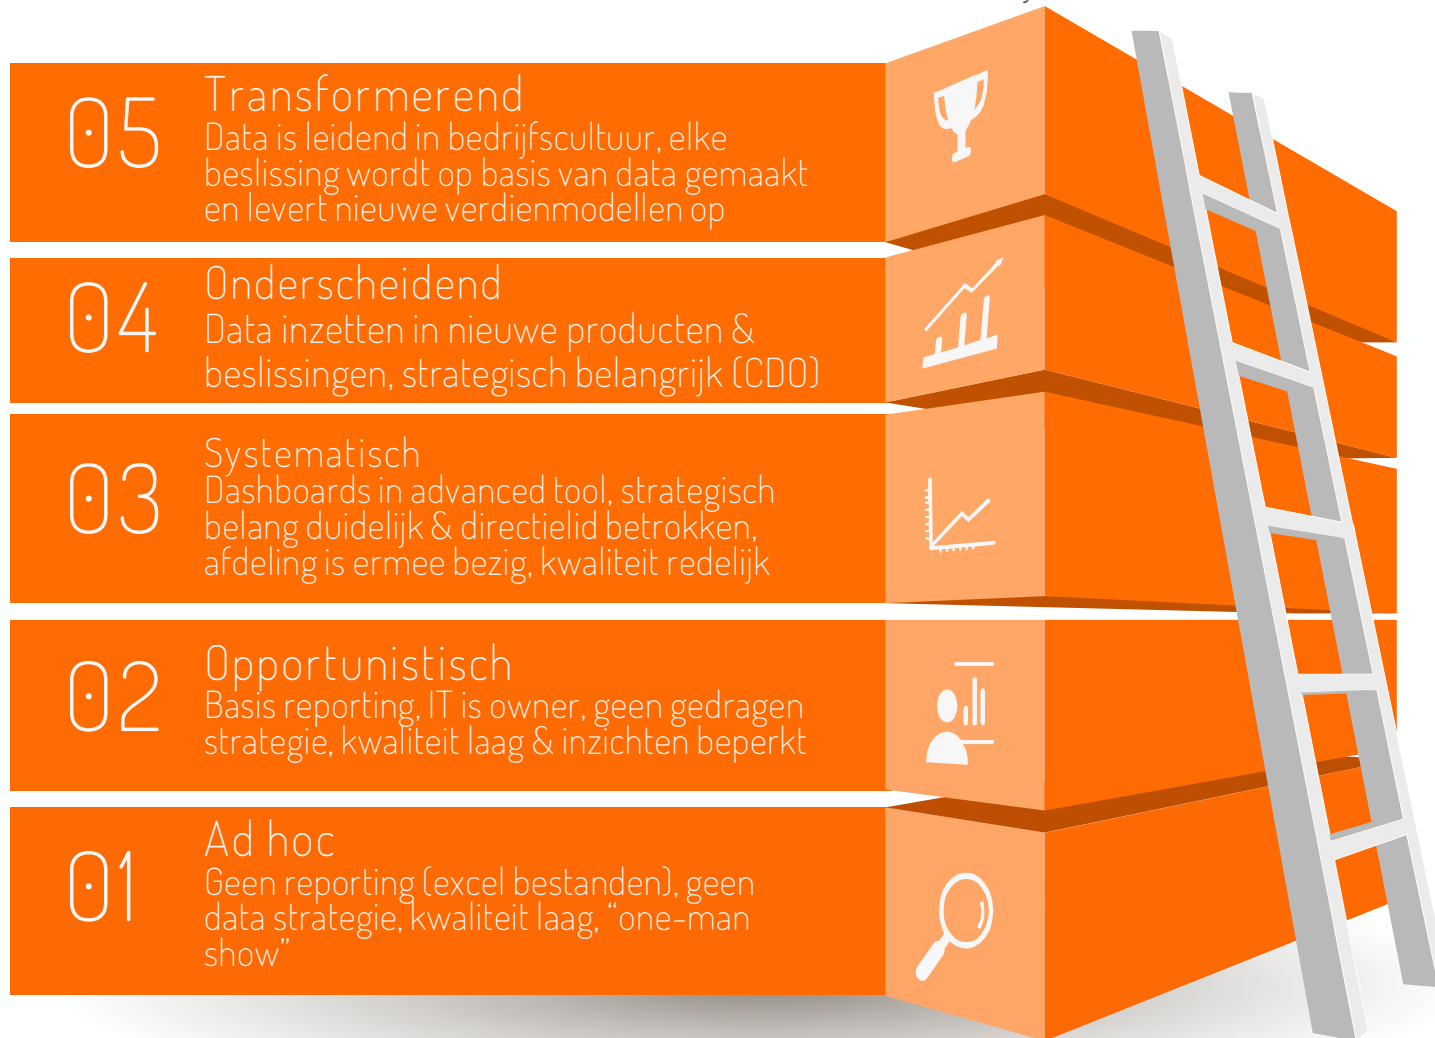 05
Transformerend
Data is leidend in bedrijfscultuur, elke
beslissing wordt op basis van data gemaakt
en levert nieuwe verdienmodellen op
04
Onderscheidend
Data inzetten in nieuwe producten &
beslissingen, strategisch belangrijk (CDO)
03
Systematisch
Dashboards in advanced tool, strategisch
belang duidelijk & directielid betrokken,
afdeling is ermee bezig, kwaliteit redelijk
02
Opportunistisch
Basis reporting, IT is owner, geen gedragen
strategie, kwaliteit laag & inzichten beperkt
01
Ad hoc
Geen reporting (excel bestanden), geen
data strategie, kwaliteit laag, “one-man
show”